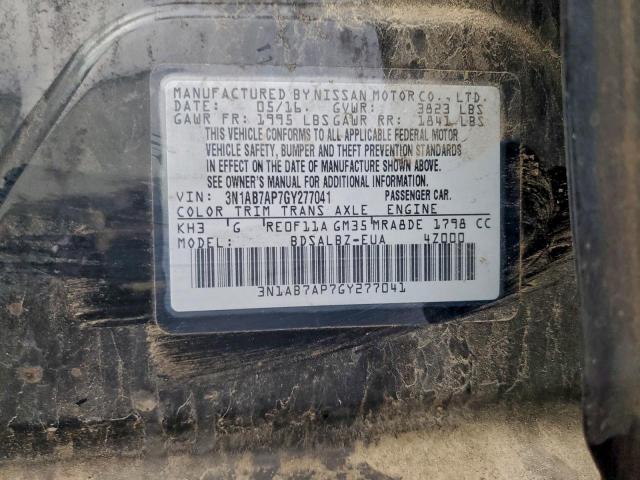 MANUFACTURED BY NISSAN MOTOR CO., LTD.
DATE: 05/16 GVWR: 3823 LBS
GAWR FR: 1995 LBS GAWR RR: 1841 LBS
THIS VEHICLE CONFORMS TO ALL APPLICABLE FEDERAL MOTOR
VEHICLE SAFETY, BUMPER AND THEFT PREVENTION STANDARDS
IN EFFECT ON THE DATE OF MANUFACTURE SHOWN ABOVE.
SEE OWNER'S MANUAL FOR ADDITIONAL INFORMATION.
VIN: 3N1AB7AP7GY277041 PASSENGER CAR.
COLOR TRIM TRANS AXLE ENGINE
KH3 G RE0F11A GM35 MRA8DE 1798 CC
MODEL: BDSALBZ-EUA 4Z000
3N1AB7AP7GY277041